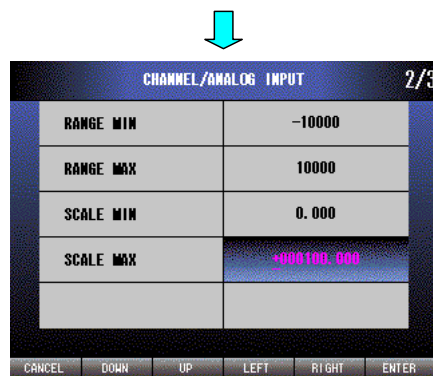 CHANNEL/ANALOG INPUT 2/3
RANGE MIN -10000
RANGE MAX 10000
SCALE MIN 0.000
SCALE MAX +000100.000
CANCEL DOWN UP LEFT RIGHT ENTER